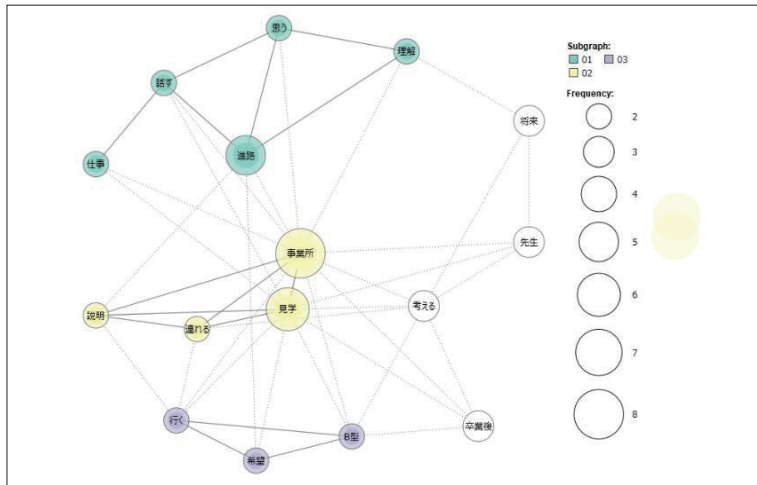 思う
理解
話す
将来
進路
仕事
先生
事業所
見学
考える
説明
連れる
行く
B型
卒業後
希望
Subgraph:
01 03
02
Frequency:
2
3
4
5
6
7
8